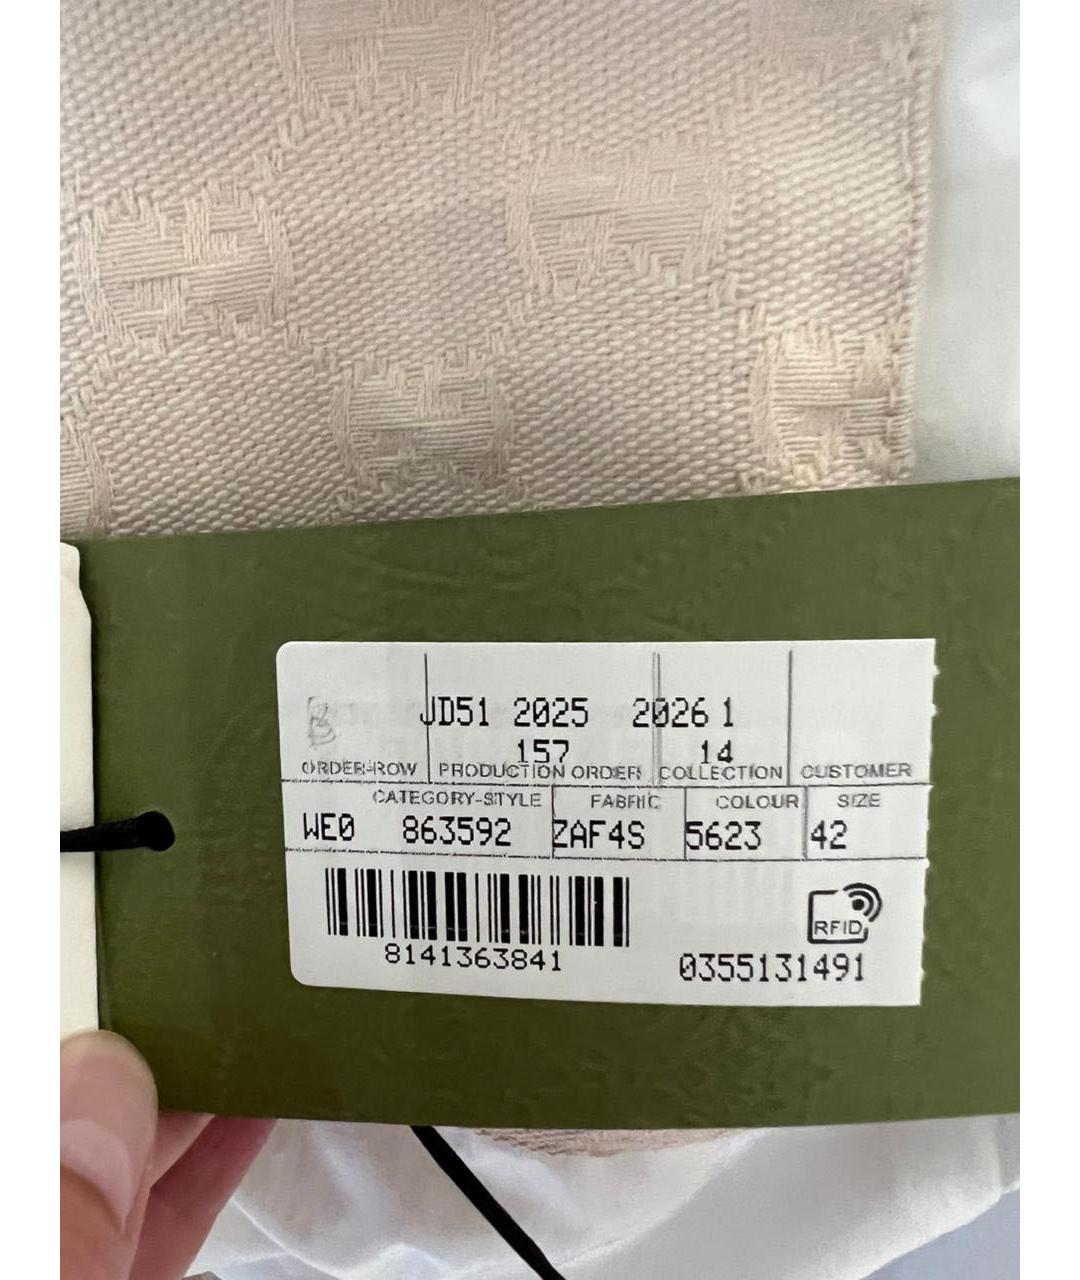 B JD51 2025 2026 1
157 14
ORDER-ROW PRODUCTION ORDER COLLECTION CUSTOMER
CATEGORY-STYLE FABRIC COLOUR SIZE
WE0 863592 ZAF4S 5623 42
RFID
8141363841 0355131491